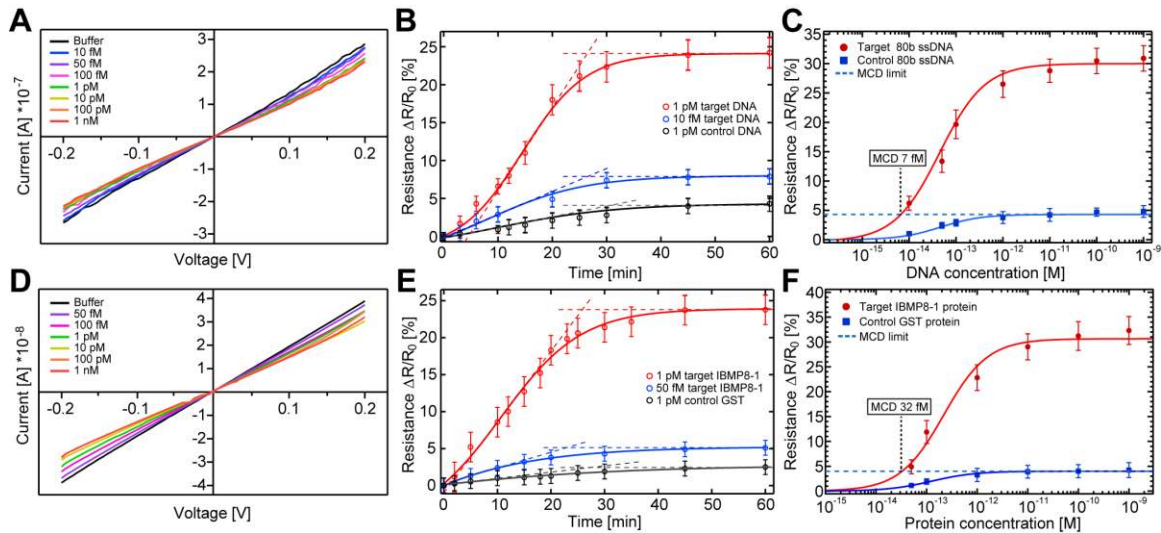 A
Current [A] *10⁻⁷
Buffer
10 fM
50 fM
100 fM
1 pM
10 pM
100 pM
1 nM
3
2
1
-1
-2
-3
-0.2
-0.1
0
0.1
0.2
Voltage [V]
B
Resistance ΔR/R₀ [%]
25
20
15
10
5
0
1 pM target DNA
10 fM target DNA
1 pM control DNA
0
10
20
30
40
50
60
Time [min]
C
Resistance ΔR/R₀ [%]
35
30
25
20
15
10
5
0
Target 80b ssDNA
Control 80b ssDNA
MCD limit
MCD 7 fM
10⁻¹⁵
10⁻¹⁴
10⁻¹³
10⁻¹²
10⁻¹¹
10⁻¹⁰
10⁻⁹
DNA concentration [M]
D
Current [A] *10⁻⁸
Buffer
50 fM
100 fM
1 pM
10 pM
100 pM
1 nM
4
3
2
1
-1
-2
-3
-4
-0.2
-0.1
0
0.1
0.2
Voltage [V]
E
Resistance ΔR/R₀ [%]
25
20
15
10
5
0
1 pM target IBMP8-1
50 fM target IBMP8-1
1 pM control GST
0
10
20
30
40
50
60
Time [min]
F
Resistance ΔR/R₀ [%]
40
35
30
25
20
15
10
5
0
Target IBMP8-1 protein
Control GST protein
MCD limit
MCD 32 fM
10⁻¹⁵
10⁻¹⁴
10⁻¹³
10⁻¹²
10⁻¹¹
10⁻¹⁰
10⁻⁹
Protein concentration [M]